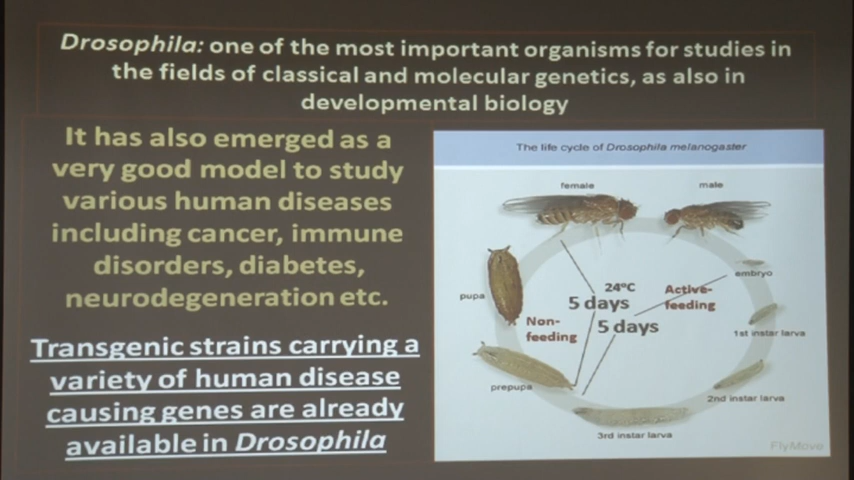 Drosophila: one of the most important organisms for studies in
the fields of classical and molecular genetics, as also in
developmental biology
It has also emerged as a
very good model to study
various human diseases
including cancer, immune
disorders, diabetes,
neurodegeneration etc.
Transgenic strains carrying a
variety of human disease
causing genes are already
available in Drosophila
The life cycle of Drosophila melanogaster
female
male
embryo
1st instar larva
2nd instar larva
3rd instar larva
prepupa
pupa
24°C
5 days
Active-
feeding
Non-
feeding
5 days
FlyMove